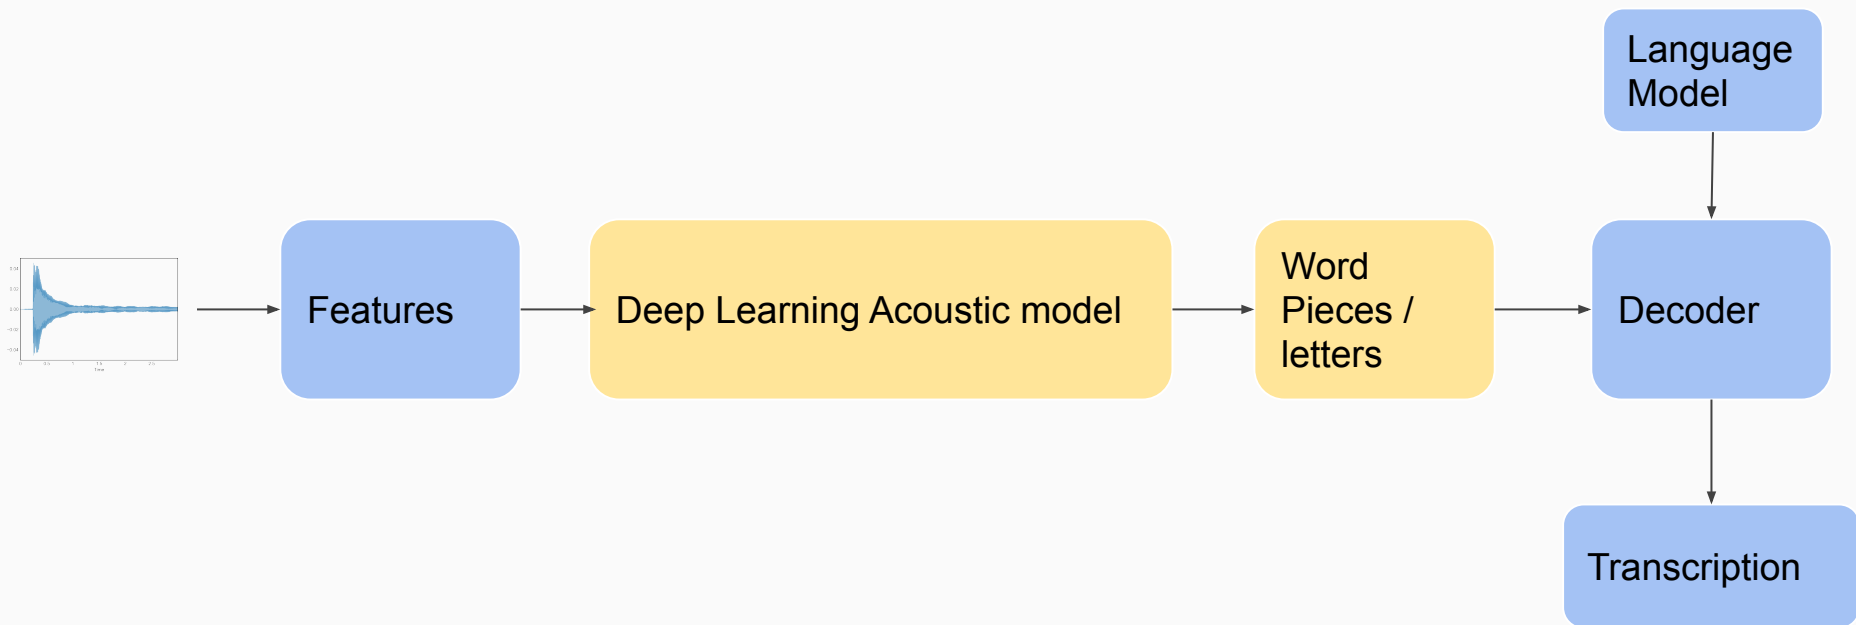 Language
Model
Features
Deep Learning Acoustic model
Word
Pieces /
letters
Decoder
Transcription